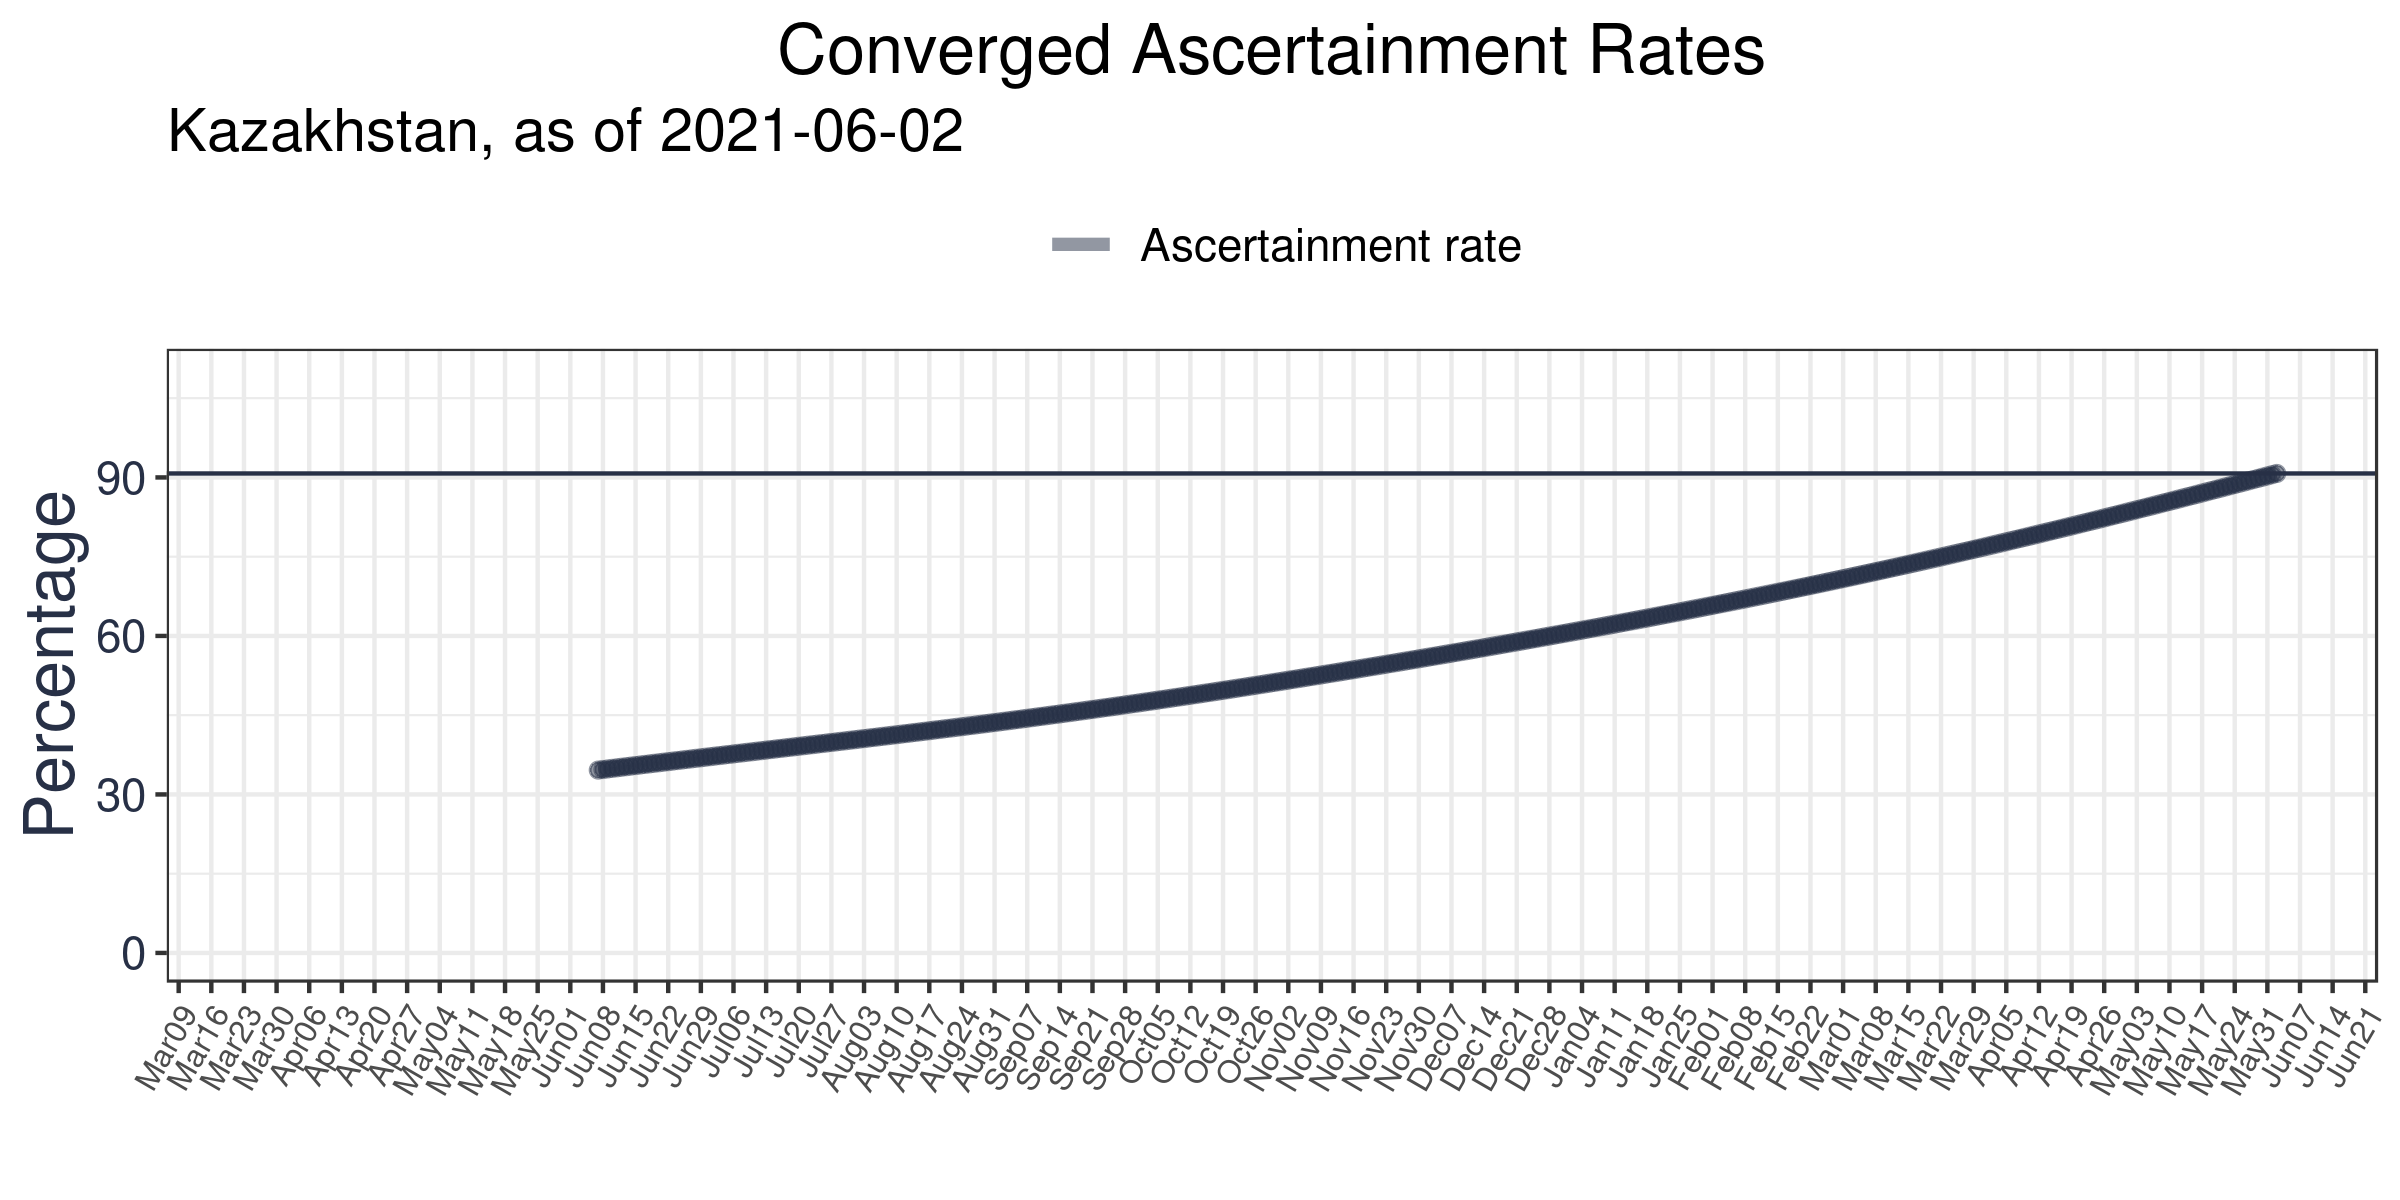 Converged Ascertainment Rates
Kazakhstan, as of 2021-06-02
Ascertainment rate
Percentage
90
60
30
0
Mar09 Mar16 Mar23 Mar30 Apr06 Apr13 Apr20 Apr27 May04 May11 May18 May25 Jun01 Jun08 Jun15 Jun22 Jun29 Jul06 Jul13 Jul20 Jul27 Aug03 Aug10 Aug17 Aug24 Aug31 Sep07 Sep14 Sep21 Sep28 Oct05 Oct12 Oct19 Oct26 Nov02 Nov09 Nov16 Nov23 Nov30 Dec07 Dec14 Dec21 Dec28 Jan04 Jan11 Jan18 Jan25 Feb01 Feb08 Feb15 Feb22 Mar01 Mar08 Mar15 Mar22 Mar29 Apr05 Apr12 Apr19 Apr26 May03 May10 May17 May24 May31 Jun07 Jun14 Jun21